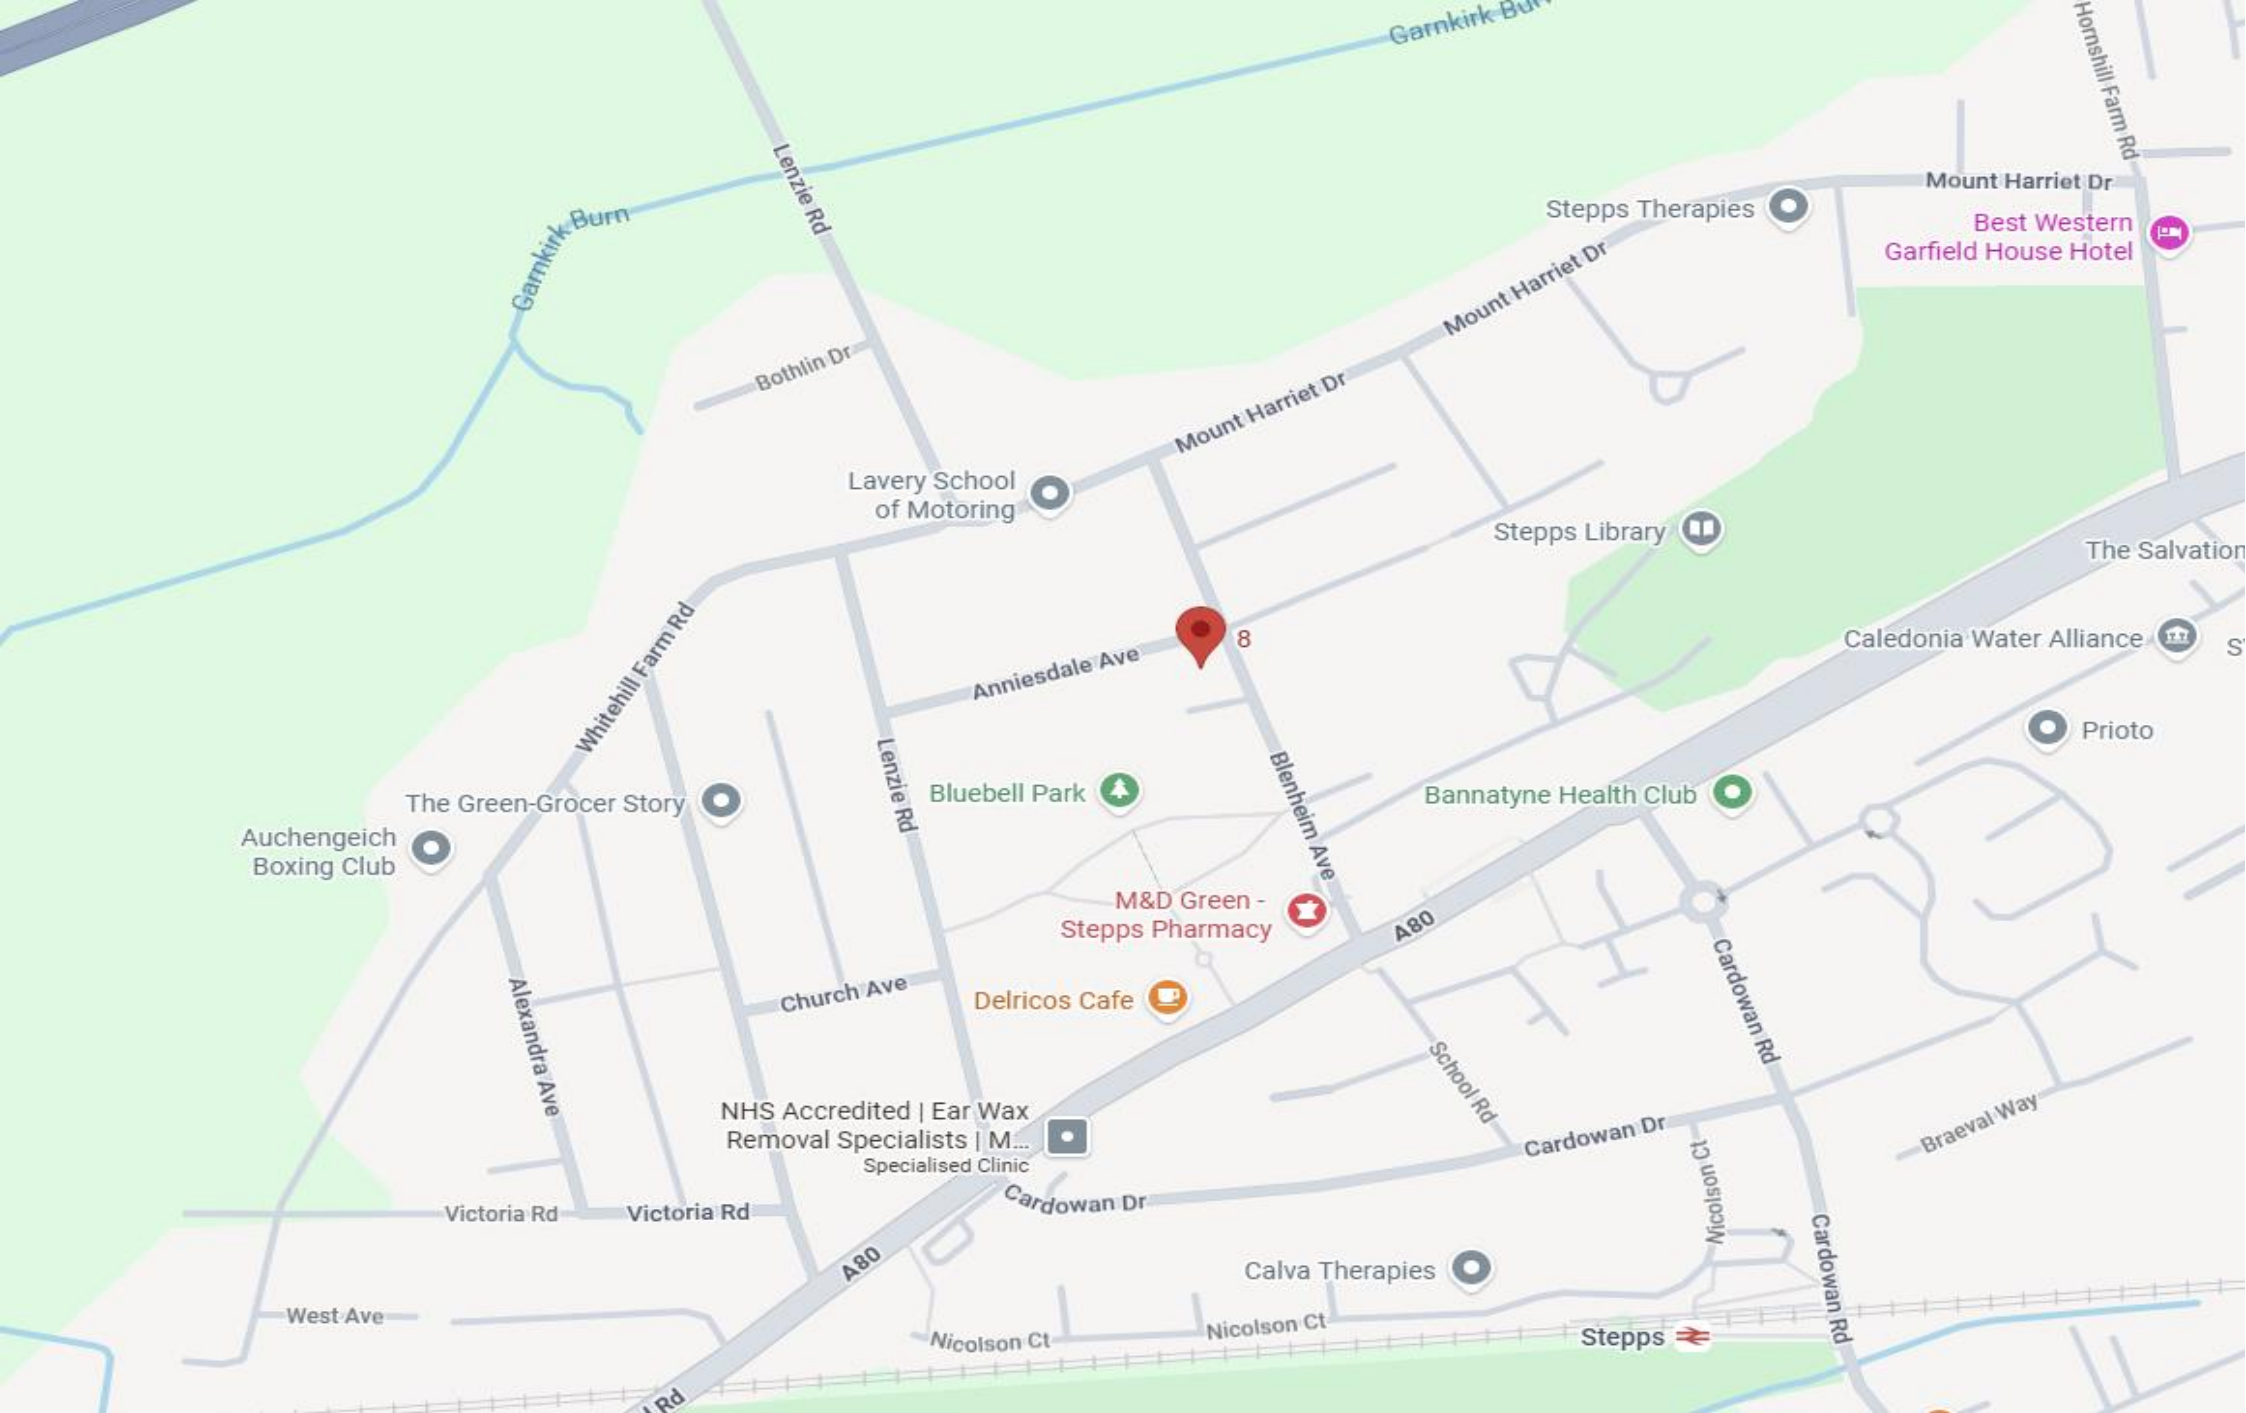 Garnkirk Burn
Hornshill Farm Rd
Lenzie Rd
Mount Harriet Dr
Stepps Therapies
Best Western
Garfield House Hotel
Garnkirk Burn
Mount Harriet Dr
Bothlin Dr
Mount Harriet Dr
Lavery School
of Motoring
Stepps Library
The Salvation
Whitehill Farm Rd
8
Caledonia Water Alliance
Anniesdale Ave
Prioto
Lenzie Rd
Blenheim Ave
Bluebell Park
Bannatyne Health Club
The Green-Grocer Story
Auchengeich
Boxing Club
M&D Green -
Stepps Pharmacy
A80
Cardowan Rd
Church Ave
Delricos Cafe
Alexandra Ave
School Rd
NHS Accredited | Ear Wax
Removal Specialists | M...
Specialised Clinic
Cardowan Dr
Braeval Way
Nicolson Ct
Cardowan Dr
Victoria Rd
Victoria Rd
A80
Calva Therapies
Cardowan Rd
West Ave
Nicolson Ct
Nicolson Ct
Stepps
Rd